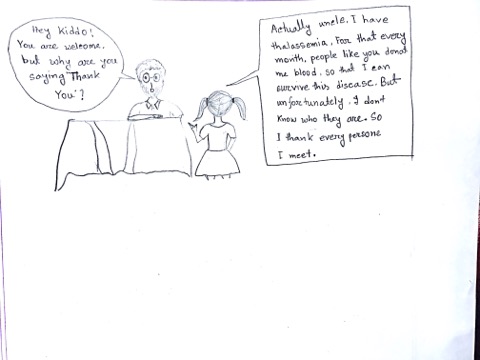 Hey Kiddo!
You are welcome,
but why are you
saying "Thank
You"?
Actually uncle, I have
thalassemia. For that every
month, people like you donat
me blood, so that I can
survive this disease. But
unfortunately, I don't
know who they are. So
I thank every persone
I meet.